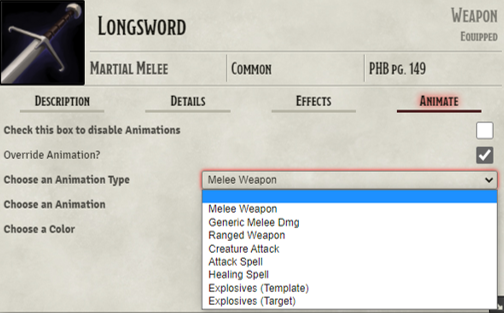 LONGSWORD
WEAPON
EQUIPPED
MARTIAL MELEE COMMON PHB PG. 149
DESCRIPTION DETAILS EFFECTS ANIMATE
Check this box to disable Animations
Override Animation?
Choose an Animation Type Melee Weapon
Choose an Animation
Choose a Color
Melee Weapon
Generic Melee Dmg
Ranged Weapon
Creature Attack
Attack Spell
Healing Spell
Explosives (Template)
Explosives (Target)